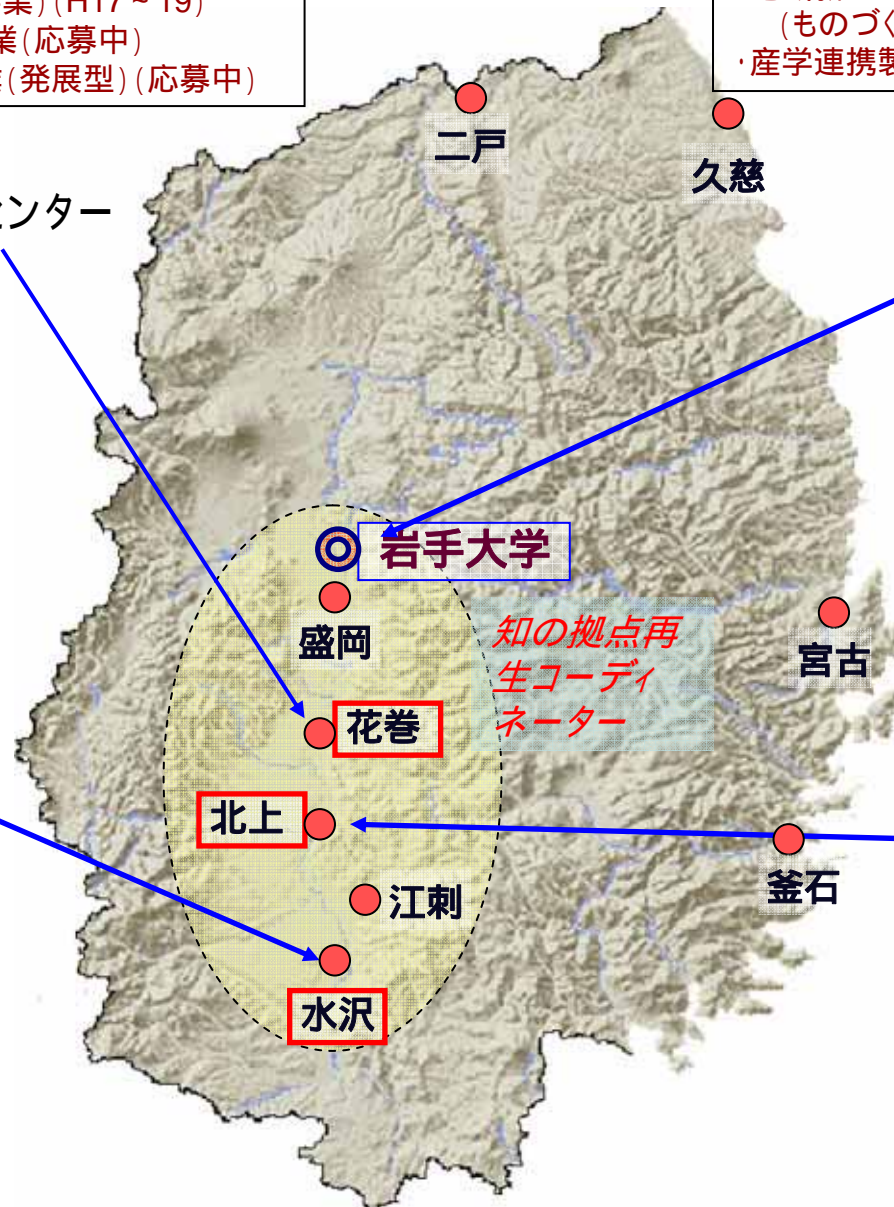 業)(H17~19)
業(応募中)
(発展型)(応募中)
(ものづく
・産学連携製
センター
二戸
久慈
岩手大学
盛岡
知の拠点再
生コーディ
ネーター
宮古
花巻
北上
釜石
江刺
水沢